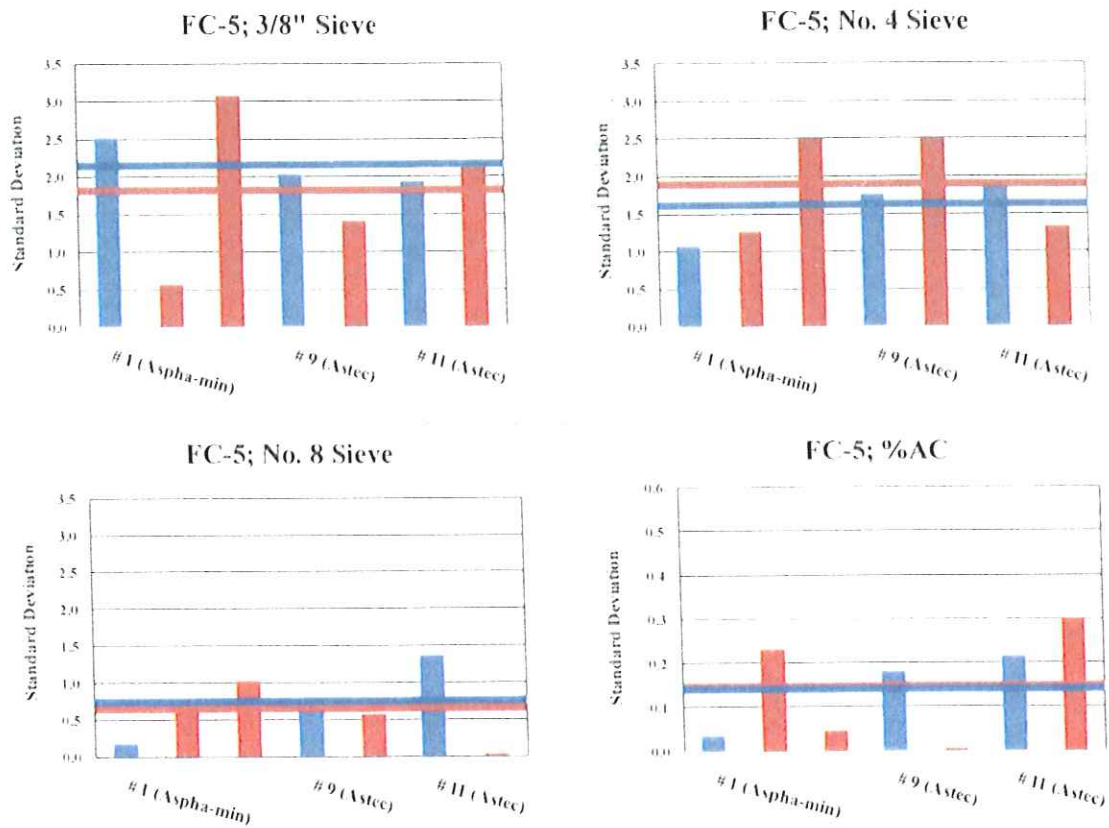 FC-5; 3/8" Sieve
Standard Deviation
3.5
3.0
2.5
2.0
1.5
1.0
0.5
0.0
# 1 (Aspha-min)
# 9 (Astec)
# 11 (Astec)
FC-5; No. 4 Sieve
Standard Deviation
3.5
3.0
2.5
2.0
1.5
1.0
0.5
0.0
# 1 (Aspha-min)
# 9 (Astec)
# 11 (Astec)
FC-5; No. 8 Sieve
Standard Deviation
3.5
3.0
2.5
2.0
1.5
1.0
0.5
0.0
# 1 (Aspha-min)
# 9 (Astec)
# 11 (Astec)
FC-5; %AC
Standard Deviation
0.6
0.5
0.4
0.3
0.2
0.1
0.0
# 1 (Aspha-min)
# 9 (Astec)
# 11 (Astec)